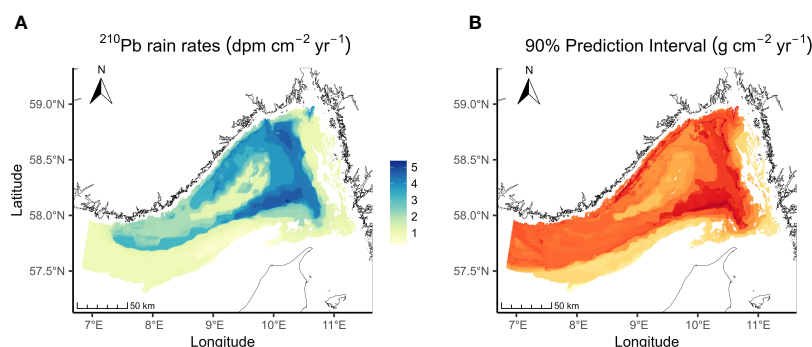 A
²¹⁰Pb rain rates (dpm cm⁻² yr⁻¹)
N
59.0°N
58.5°N
58.0°N
57.5°N
Latitude
50 km
7°E 8°E 9°E 10°E 11°E
Longitude
5
4
3
2
1
B
90% Prediction Interval (g cm⁻² yr⁻¹)
N
59.0°N
58.5°N
58.0°N
57.5°N
50 km
7°E 8°E 9°E 10°E 11°E
Longitude